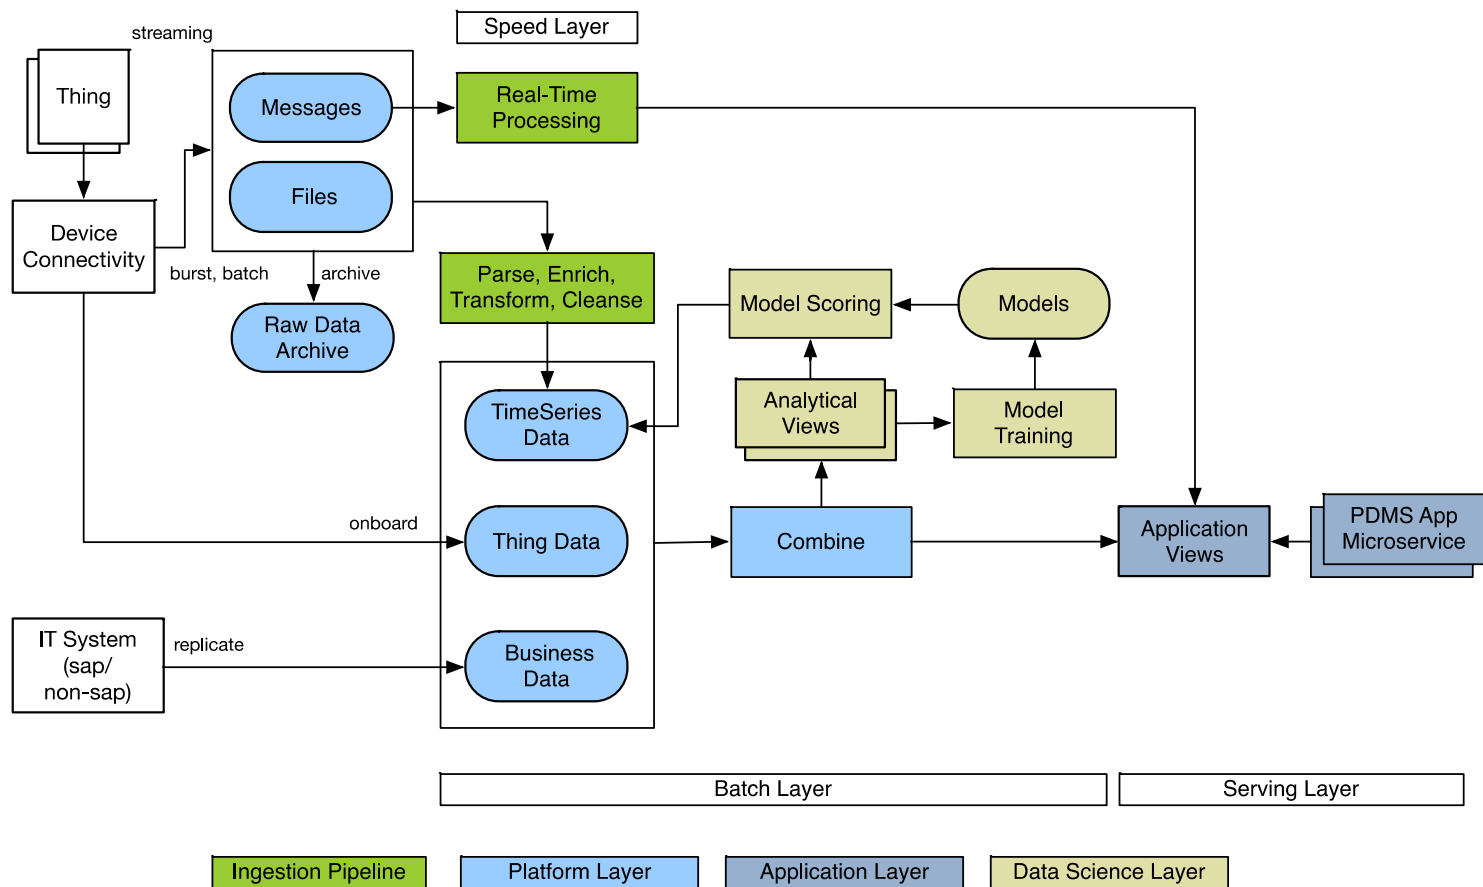 streaming
Speed Layer
Thing
Messages
Real-Time
Processing
Files
Device
Connectivity
burst, batch
archive
Parse, Enrich,
Transform, Cleanse
Raw Data
Archive
Model Scoring
Models
TimeSeries
Data
Analytical
Views
Model
Training
onboard
Thing Data
Combine
Application
Views
PDMS App
Microservice
IT System
(sap/
non-sap)
replicate
Business
Data
Batch Layer
Serving Layer
Ingestion Pipeline
Platform Layer
Application Layer
Data Science Layer